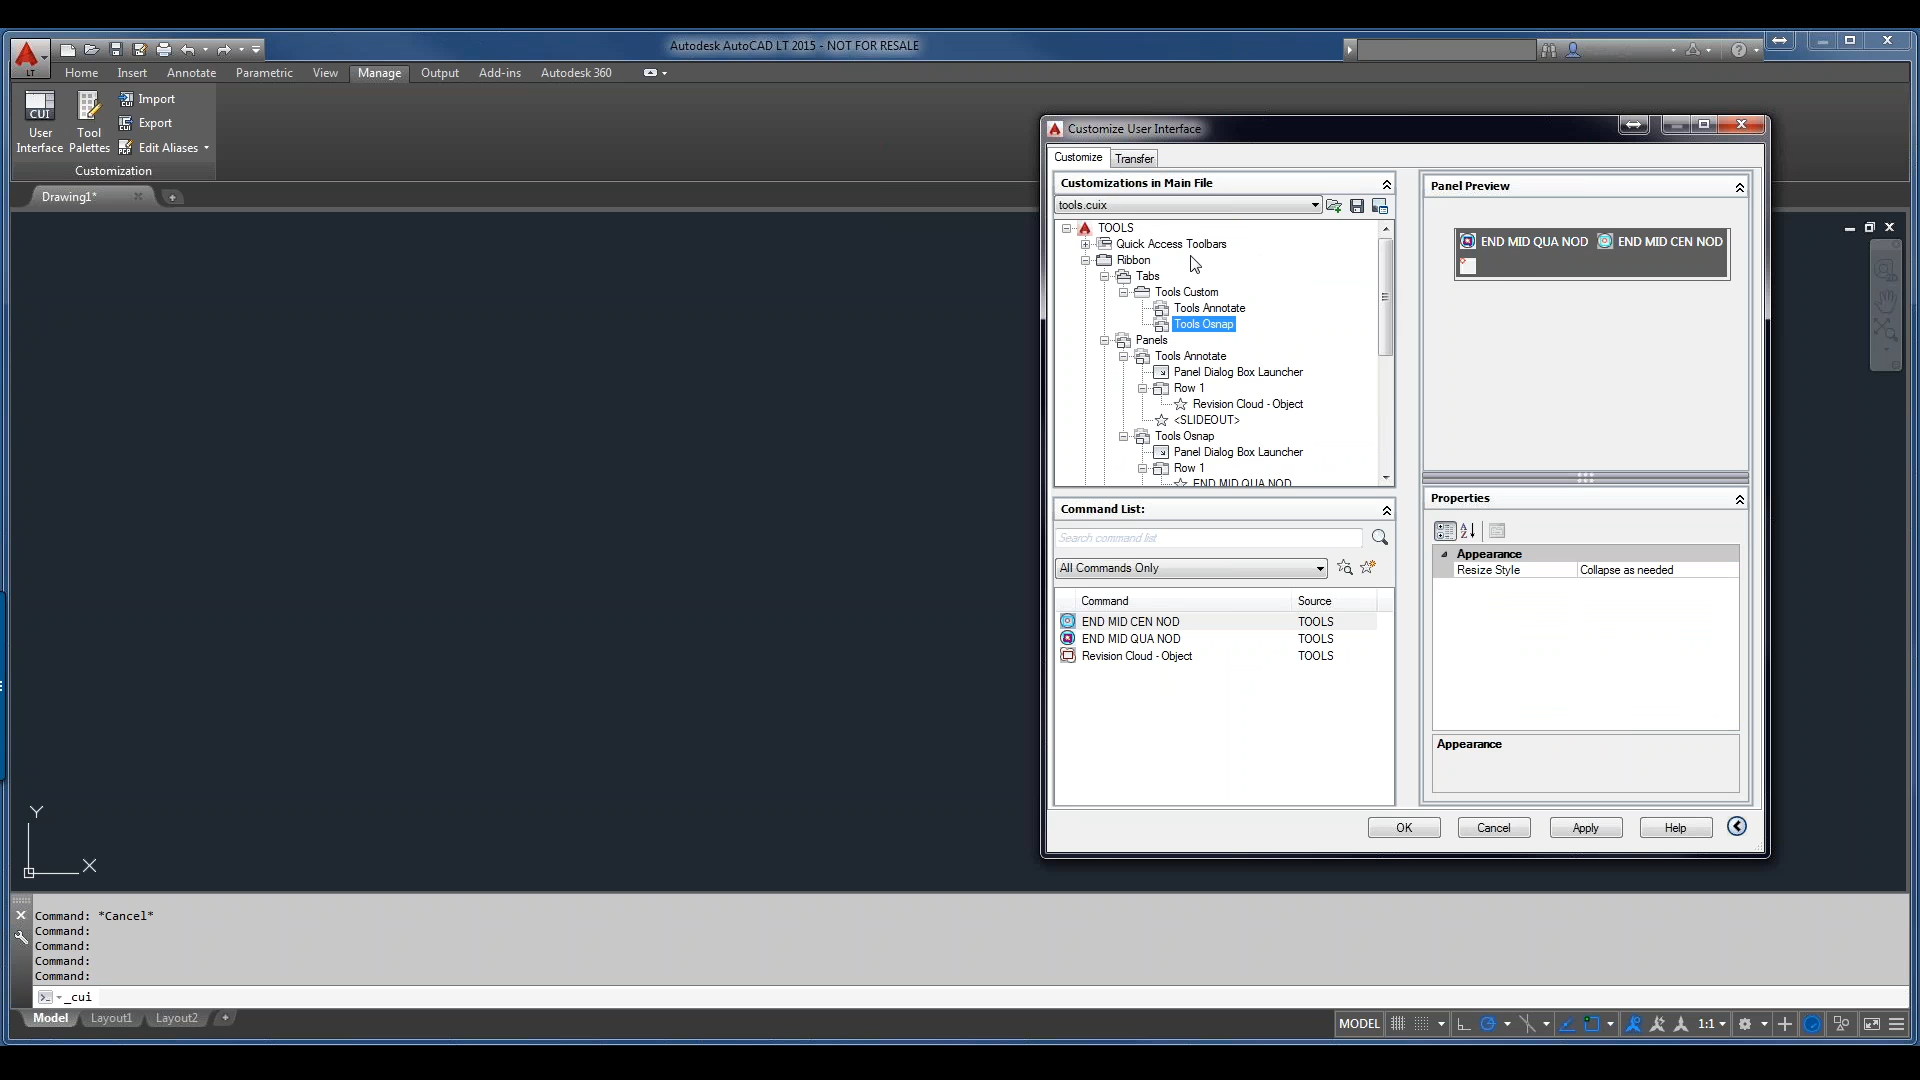 Autodesk AutoCAD LT 2015 - NOT FOR RESALE
LT
Home Insert Annotate Parametric View Manage Output Add-ins Autodesk 360
CUI
User Interface
Tool Palettes
Import
Export
Edit Aliases
Customization
Drawing1*
Customize User Interface
Customize Transfer
Customizations in Main File
tools.cuix
TOOLS
Quick Access Toolbars
Ribbon
Tabs
Tools Custom
Tools Annotate
Tools Osnap
Panels
Tools Annotate
Panel Dialog Box Launcher
Row 1
Revision Cloud - Object
<SLIDEOUT>
Tools Osnap
Panel Dialog Box Launcher
Row 1
END MID QUA NOD
Command List:
Search command list
All Commands Only
Command Source
END MID CEN NOD TOOLS
END MID QUA NOD TOOLS
Revision Cloud - Object TOOLS
Panel Preview
END MID QUA NOD END MID CEN NOD
Properties
Appearance
Resize Style Collapse as needed
Appearance
OK Cancel Apply Help
Y
X
Command: *Cancel*
Command:
Command:
Command:
Command:
_cui
Model Layout1 Layout2
MODEL 1:1